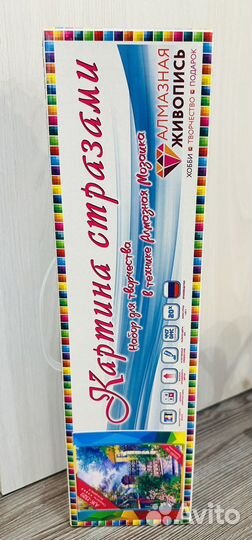 АЛМАЗНАЯ
ЖИВОПИСЬ
ХОББИ • ТВОРЧЕСТВО • ПОДАРОК
Картина стразами
Набор для творчества
в технике Алмазная Мозаика
Avito